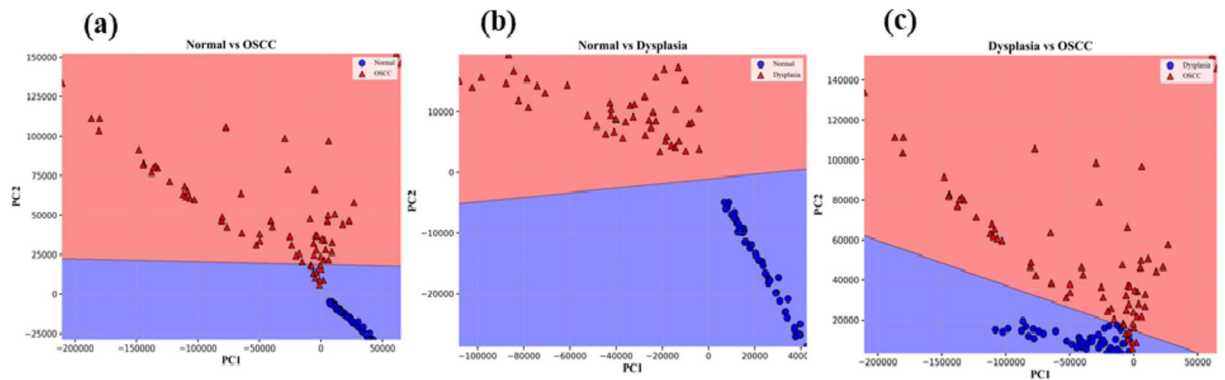 (a)
Normal vs OSCC
Normal
OSCC
150000
125000
100000
75000
50000
25000
0
−25000
−200000 −150000 −100000 −50000 0 50000
PC1
PC2
(b)
Normal vs Dysplasia
Normal
Dysplasia
10000
0
−10000
−20000
−100000 −80000 −60000 −40000 −20000 0 20000 40000
PC1
PC2
(c)
Dysplasia vs OSCC
Dysplasia
OSCC
140000
120000
100000
80000
60000
40000
20000
−200000 −150000 −100000 −50000 0 50000
PC1
PC2